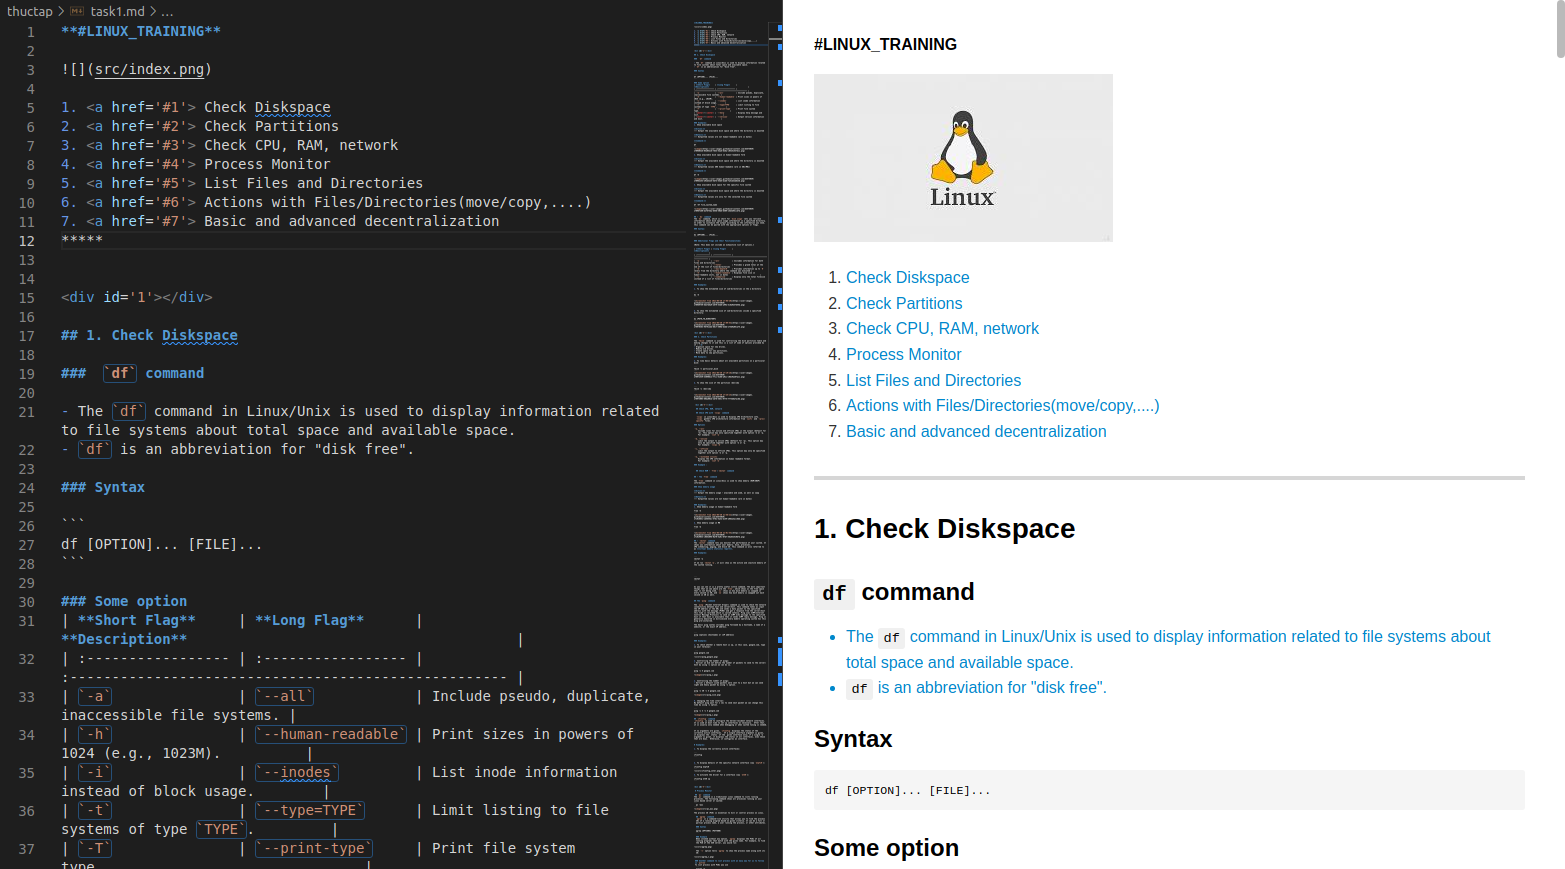 thuctap > task1.md > ...
1 **#LINUX_TRAINING**
2
3 ![](src/index.png)
4
5 1. <a href='#1'> Check Diskspace
6 2. <a href='#2'> Check Partitions
7 3. <a href='#3'> Check CPU, RAM, network
8 4. <a href='#4'> Process Monitor
9 5. <a href='#5'> List Files and Directories
10 6. <a href='#6'> Actions with Files/Directories(move/copy,....)
11 7. <a href='#7'> Basic and advanced decentralization
12 *****
13
14
15 <div id='1'></div>
16
17 ## 1. Check Diskspace
18
19 ###  `df` command
20
21 - The `df` command in Linux/Unix is used to display information related
to file systems about total space and available space.
22 - `df` is an abbreviation for "disk free".
23
24 ### Syntax
25
26 ```
27 df [OPTION]... [FILE]...
28 ```
29
30 ### Some option
31 | **Short Flag**     | **Long Flag**      |
**Description**                                       |
32 | :----------------- | :----------------- |
:---------------------------------------------------- |
33 | `-a`               | `--all`            | Include pseudo, duplicate,
inaccessible file systems. |
34 | `-h`               | `--human-readable` | Print sizes in powers of
1024 (e.g., 1023M).          |
35 | `-i`               | `--inodes`         | List inode information
instead of block usage.        |
36 | `-t`               | `--type=TYPE`      | Limit listing to file
systems of type `TYPE`.         |
37 | `-T`               | `--print-type`     | Print file system
type.                               |
#LINUX_TRAINING
Linux
1. Check Diskspace
2. Check Partitions
3. Check CPU, RAM, network
4. Process Monitor
5. List Files and Directories
6. Actions with Files/Directories(move/copy,....)
7. Basic and advanced decentralization
1. Check Diskspace
df command
• The df command in Linux/Unix is used to display information related to file systems about
total space and available space.
• df is an abbreviation for "disk free".
Syntax
df [OPTION]... [FILE]...
Some option